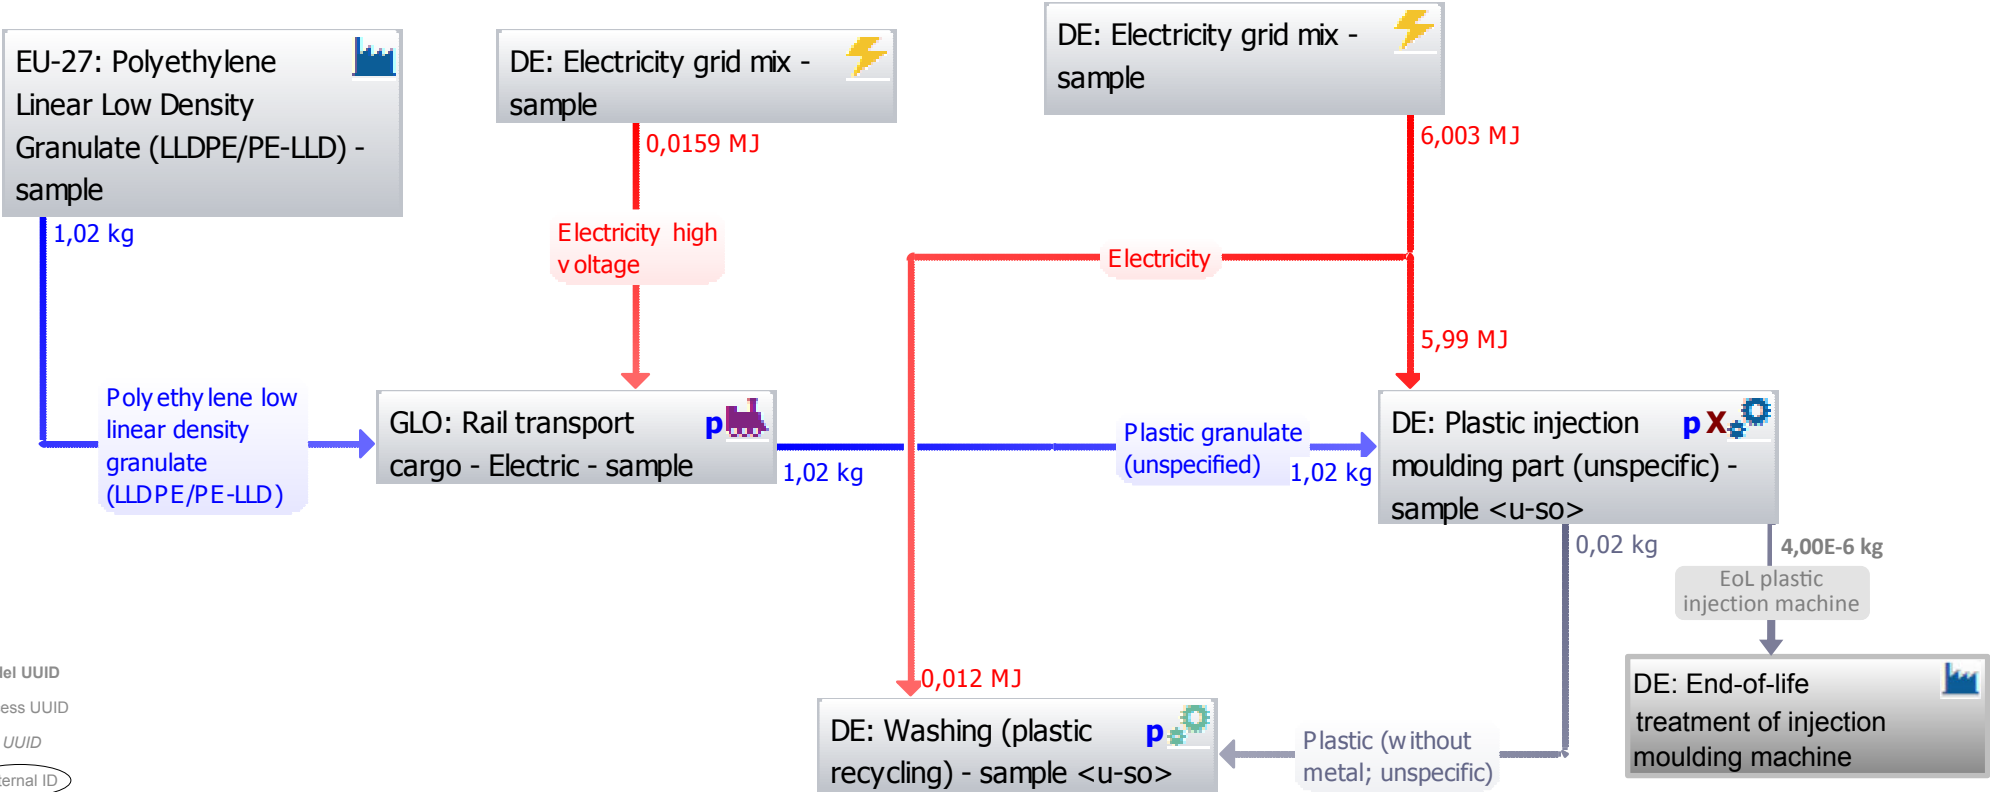 EU-27: Polyethylene
Linear Low Density
Granulate (LLDPE/PE-LLD) -
sample
1,02 kg
DE: Electricity grid mix -
sample
0,0159 MJ
Electricity high
voltage
DE: Electricity grid mix -
sample
6,003 MJ
Electricity
5,99 MJ
Polyethylene low
linear density
granulate
(LLDPE/PE-LLD)
GLO: Rail transport
cargo - Electric - sample
p
1,02 kg
Plastic granulate
(unspecified)
1,02 kg
DE: Plastic injection
moulding part (unspecific) -
sample <u-so>
p X
0,02 kg
4,00E-6 kg
EoL plastic
injection machine
DE: End-of-life
treatment of injection
moulding machine
0,012 MJ
DE: Washing (plastic
recycling) - sample <u-so>
p
Plastic (without
metal; unspecific)
UUID
UUID
UUID
ID